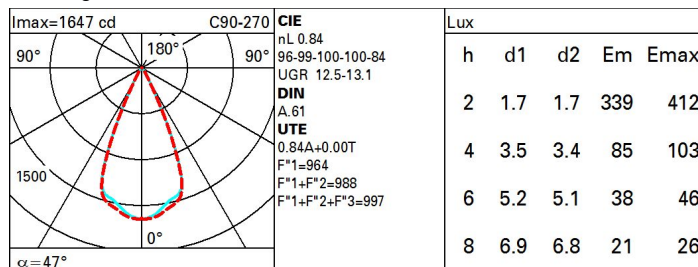 Imax=1647 cd C90-270
90° 180° 90°
1500
0°
α=47°
CIE
nL 0.84
96-99-100-100-84
UGR 12.5-13.1
DIN
A.61
UTE
0.84A+0.00T
F"1=964
F"1+F"2=988
F"1+F"2+F"3=997
Lux
h d1 d2 Em Emax
2 1.7 1.7 339 412
4 3.5 3.4 85 103
6 5.2 5.1 38 46
8 6.9 6.8 21 26